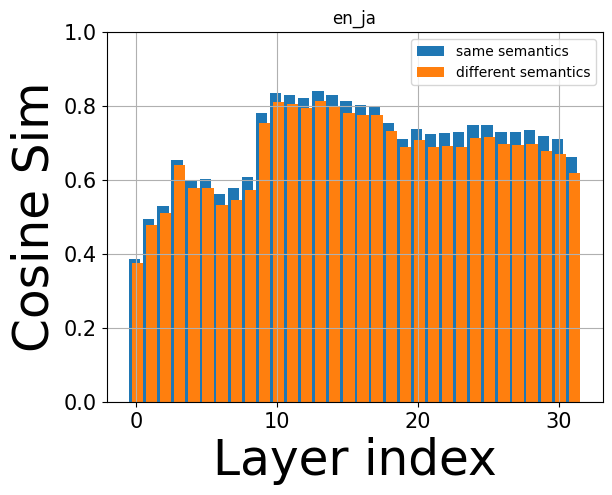 en_ja
same semantics
different semantics
1.0
0.8
0.6
0.4
0.2
0.0
Cosine Sim
0 10 20 30
Layer index